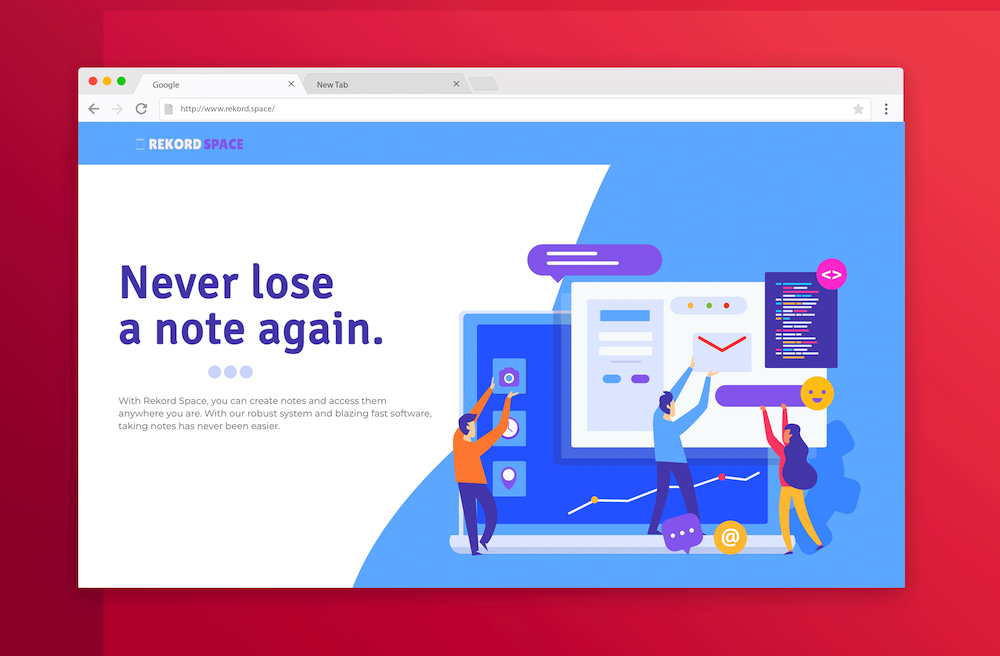 Google
New Tab
http://www.rekord.space/
REKORD SPACE
<>
Never lose
a note again.
With Rekord Space, you can create notes and access them
anywhere you are. With our robust system and blazing fast software,
taking notes has never been easier.
@